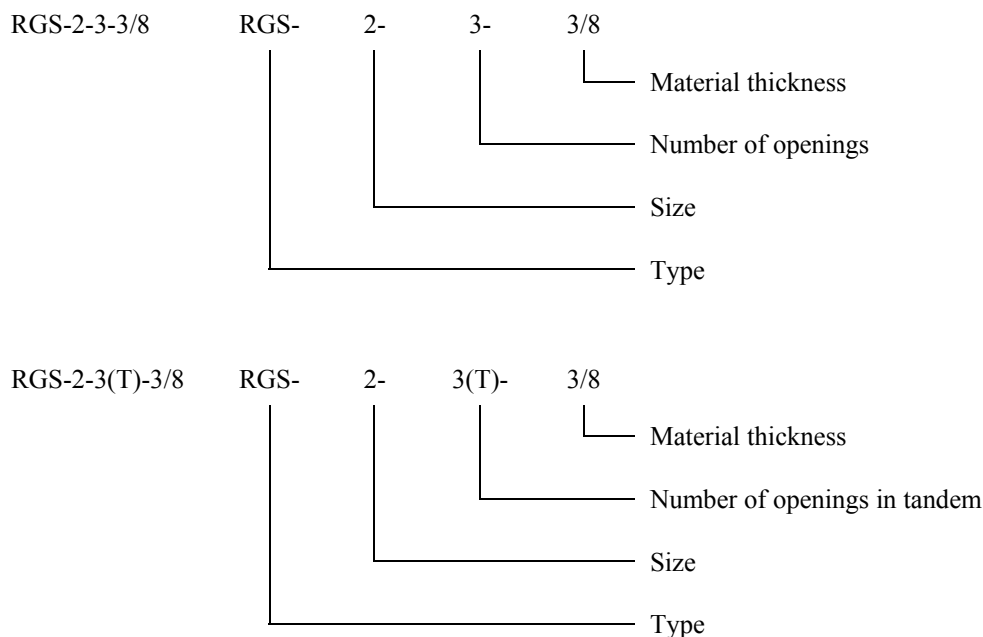 RGS-2-3-3/8 RGS- 2- 3- 3/8
Material thickness
Number of openings
Size
Type
RGS-2-3(T)-3/8 RGS- 2- 3(T)- 3/8
Material thickness
Number of openings in tandem
Size
Type